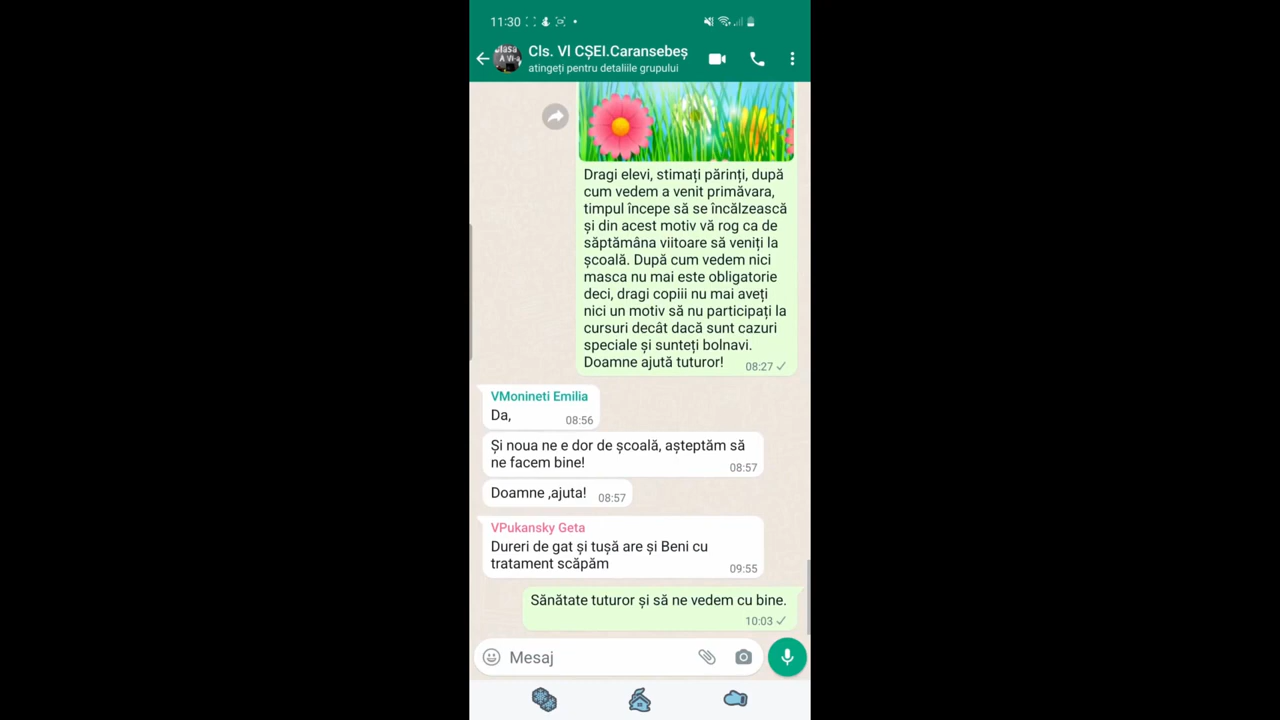 11:30
Cls. VI CȘEI.Caransebeș
atingeți pentru detaliile grupului
Dragi elevi, stimați părinți, după
cum vedem a venit primăvara,
timpul începe să se încălzească
și din acest motiv vă rog ca de
săptămâna viitoare să veniți la
școală. După cum vedem nici
masca nu mai este obligatorie
deci, dragi copiii nu mai aveți
nici un motiv să nu participați la
cursuri decât dacă sunt cazuri
speciale și sunteți bolnavi.
Doamne ajută tuturor! 08:27
VMonineti Emilia
Da, 08:56
Și noua ne e dor de școală, așteptăm să
ne facem bine! 08:57
Doamne ,ajuta! 08:57
VPukansky Geta
Dureri de gat și tușă are și Beni cu
tratament scăpăm 09:55
Sănătate tuturor și să ne vedem cu bine.
10:03
Mesaj